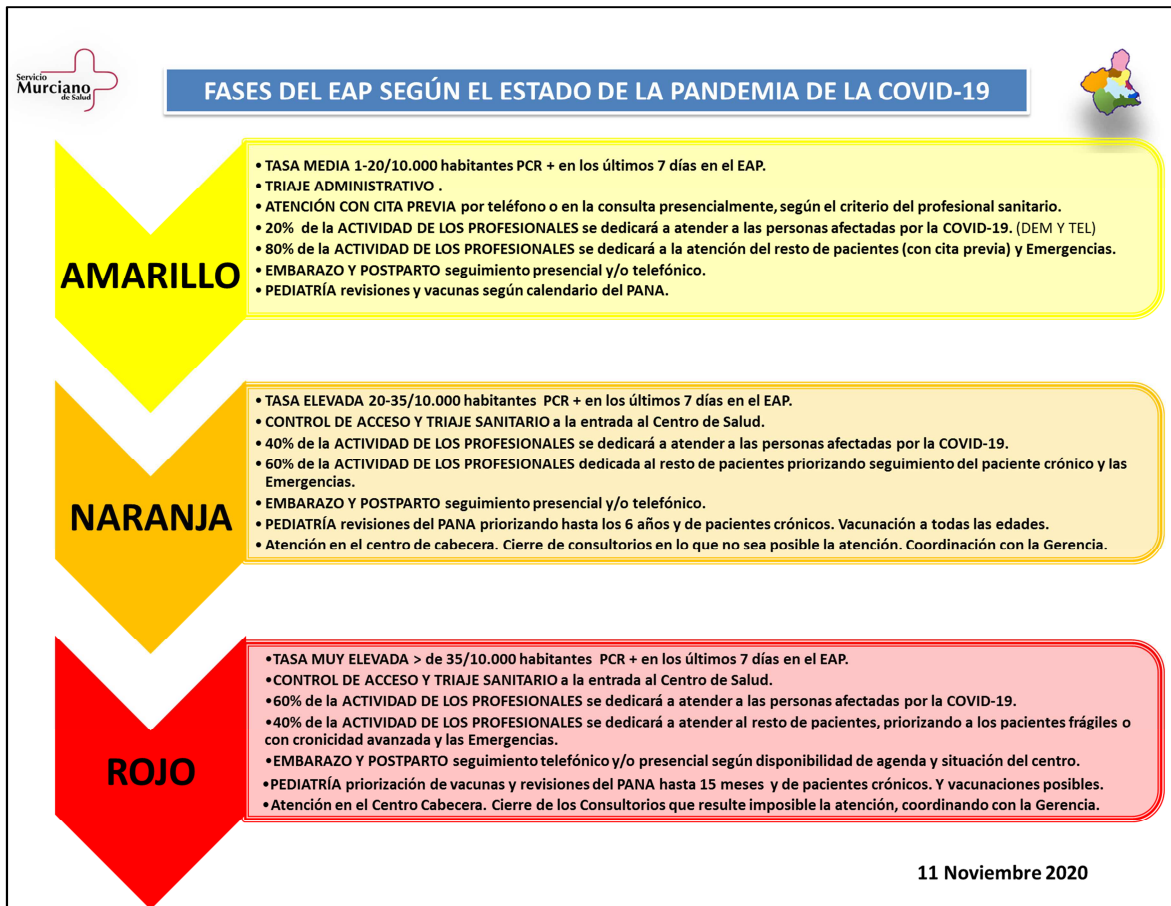 Servicio
Murciano
de Salud
FASES DEL EAP SEGÚN EL ESTADO DE LA PANDEMIA DE LA COVID-19
AMARILLO
• TASA MEDIA 1-20/10.000 habitantes PCR + en los últimos 7 días en el EAP.
• TRIAJE ADMINISTRATIVO .
• ATENCIÓN CON CITA PREVIA por teléfono o en la consulta presencialmente, según el criterio del profesional sanitario.
• 20% de la ACTIVIDAD DE LOS PROFESIONALES se dedicará a atender a las personas afectadas por la COVID-19. (DEM Y TEL)
• 80% de la ACTIVIDAD DE LOS PROFESIONALES se dedicará a la atención del resto de pacientes (con cita previa) y Emergencias.
• EMBARAZO Y POSTPARTO seguimiento presencial y/o telefónico.
• PEDIATRÍA revisiones y vacunas según calendario del PANA.
NARANJA
• TASA ELEVADA 20-35/10.000 habitantes PCR + en los últimos 7 días en el EAP.
• CONTROL DE ACCESO Y TRIAJE SANITARIO a la entrada al Centro de Salud.
• 40% de la ACTIVIDAD DE LOS PROFESIONALES se dedicará a atender a las personas afectadas por la COVID-19.
• 60% de la ACTIVIDAD DE LOS PROFESIONALES dedicada al resto de pacientes priorizando seguimiento del paciente crónico y las
Emergencias.
• EMBARAZO Y POSTPARTO seguimiento presencial y/o telefónico.
• PEDIATRÍA revisiones del PANA priorizando hasta los 6 años y de pacientes crónicos. Vacunación a todas las edades.
• Atención en el centro de cabecera. Cierre de consultorios en lo que no sea posible la atención. Coordinación con la Gerencia.
ROJO
•TASA MUY ELEVADA > de 35/10.000 habitantes PCR + en los últimos 7 días en el EAP.
•CONTROL DE ACCESO Y TRIAJE SANITARIO a la entrada al Centro de Salud.
•60% de la ACTIVIDAD DE LOS PROFESIONALES se dedicará a atender a las personas afectadas por la COVID-19.
•40% de la ACTIVIDAD DE LOS PROFESIONALES se dedicará a atender al resto de pacientes, priorizando a los pacientes frágiles o
con cronicidad avanzada y las Emergencias.
•EMBARAZO Y POSTPARTO seguimiento telefónico y/o presencial según disponibilidad de agenda y situación del centro.
•PEDIATRÍA priorización de vacunas y revisiones del PANA hasta 15 meses y de pacientes crónicos. Y vacunaciones posibles.
•Atención en el Centro Cabecera. Cierre de los Consultorios que resulte imposible la atención, coordinando con la Gerencia.
11 Noviembre 2020